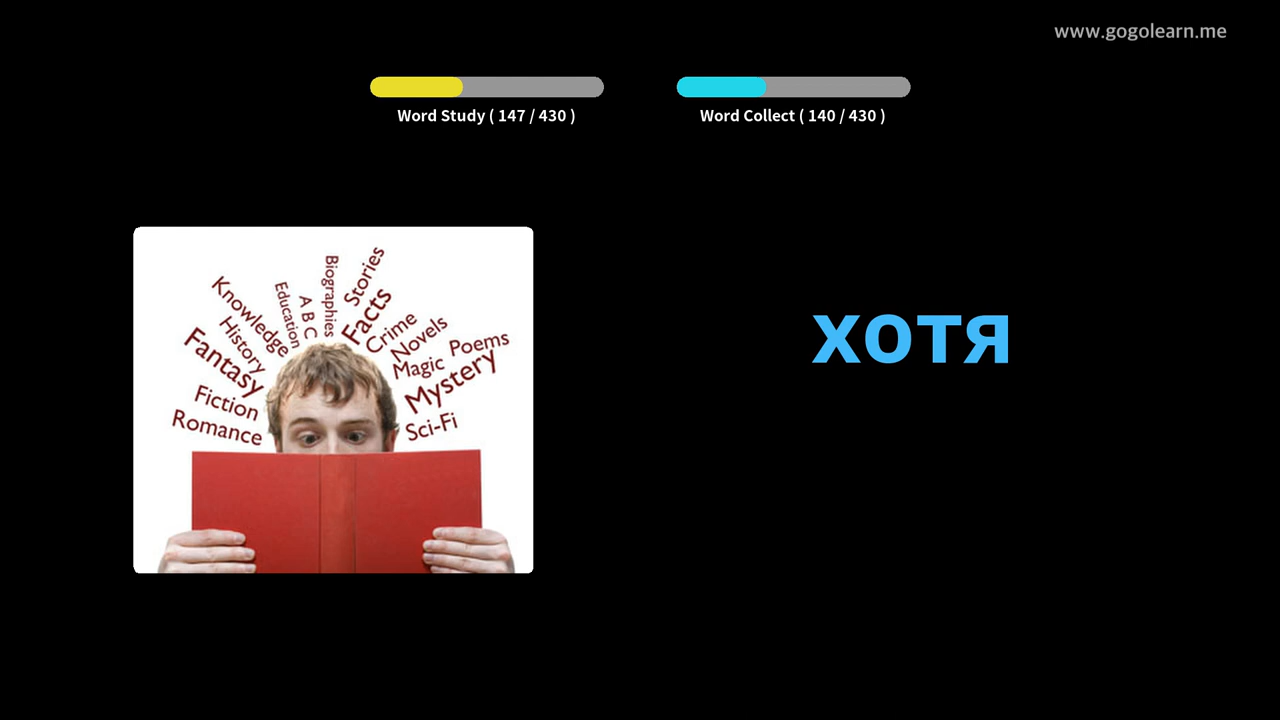 www.gogolearn.me
Word Study ( 147 / 430 )
Word Collect ( 140 / 430 )
Biographies
Stories
Knowledge
Education
A B C
Facts
History
Crime
Novels
Fantasy
Magic
Poems
Mystery
Fiction
Romance
Sci-Fi
хотя